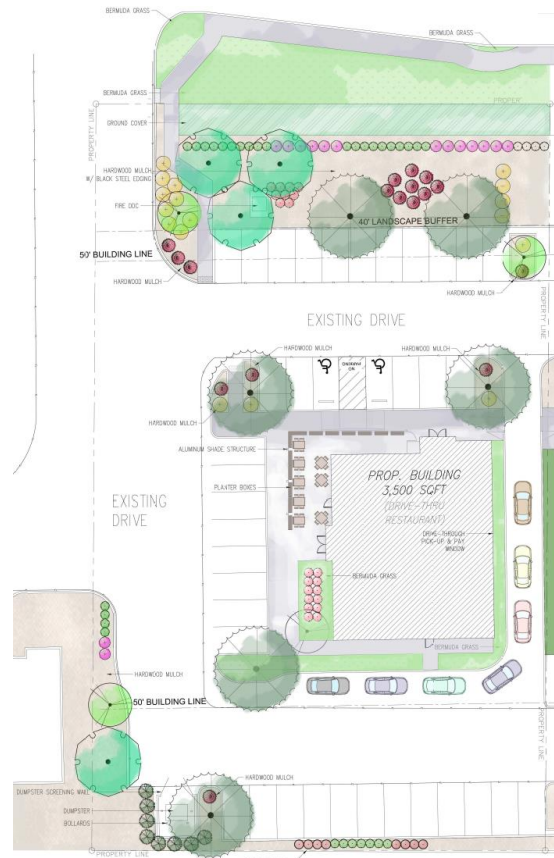 BERMUDA GRASS
BERMUDA GRASS
BERMUDA GRASS
PROPERTY LINE
PROPER
GROUND COVER
HARDWOOD MULCH
W/ BLACK STEEL EDGING
FIRE DDC
40' LANDSCAPE BUFFER
50' BUILDING LINE
HARDWOOD MULCH
HARDWOOD MULCH
PROPERTY LINE
EXISTING DRIVE
HARDWOOD MULCH
NO
PARKING
HARDWOOD MULCH
HARDWOOD MULCH
ALUMINUM SHADE STRUCTURE
PLANTER BOXES
PROP. BUILDING
3,500 SQFT
(DRIVE-THRU
RESTAURANT)
EXISTING
DRIVE
DRIVE-THROUGH
PICK-UP & PAY
WINDOW
BERMUDA GRASS
BERMUDA GRASS
HARDWOOD MULCH
50' BUILDING LINE
PROPERTY LINE
DUMPSTER SCREENING WALL
HARDWOOD MULCH
DUMPSTER
BOLLARDS
PROPERTY LINE